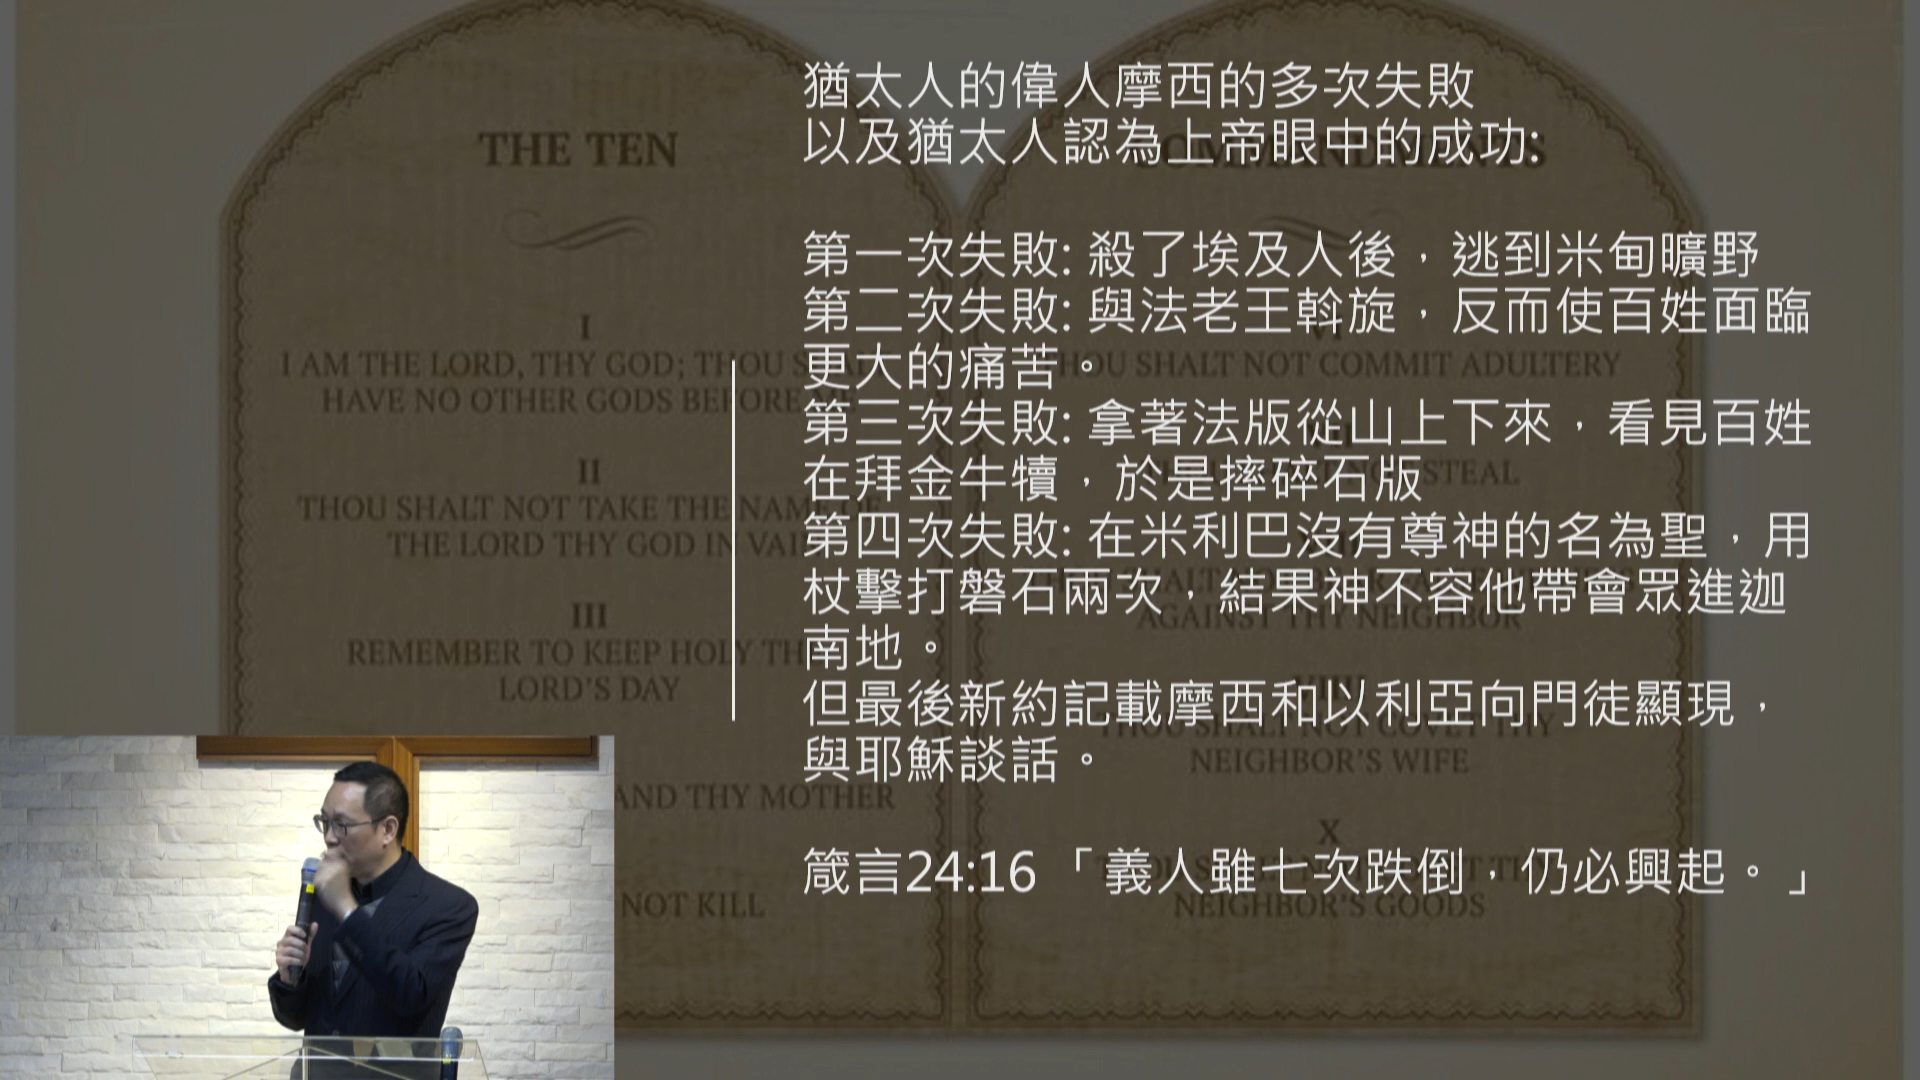 猶太人的偉人摩西的多次失敗
以及猶太人認為上帝眼中的成功:
第一次失敗: 殺了埃及人後，逃到米甸曠野
第二次失敗: 與法老王斡旋，反而使百姓面臨
更大的痛苦。
第三次失敗: 拿著法版從山上下來，看見百姓
在拜金牛犢，於是摔碎石版
第四次失敗: 在米利巴沒有尊神的名為聖，用
杖擊打磐石兩次，結果神不容他帶會眾進迦
南地。
但最後新約記載摩西和以利亞向門徒顯現，
與耶穌談話。
箴言24:16 「義人雖七次跌倒，仍必興起。」
THE TEN
I
I AM THE LORD, THY GOD; THOU
HAVE NO OTHER GODS BEFORE
II
THOU SHALT NOT TAKE THE NAME OF
THE LORD THY GOD IN
III
REMEMBER TO KEEP HOLY
LORD'S DAY
AND THY MOTHER
NOT KILL
VI
THOU SHALT NOT COMMIT ADULTERY
STEAL
AGAINST THY NEIGHBOR
THOU SHALT NOT COVET THY
NEIGHBOR'S WIFE
X
NEIGHBOR'S GOODS